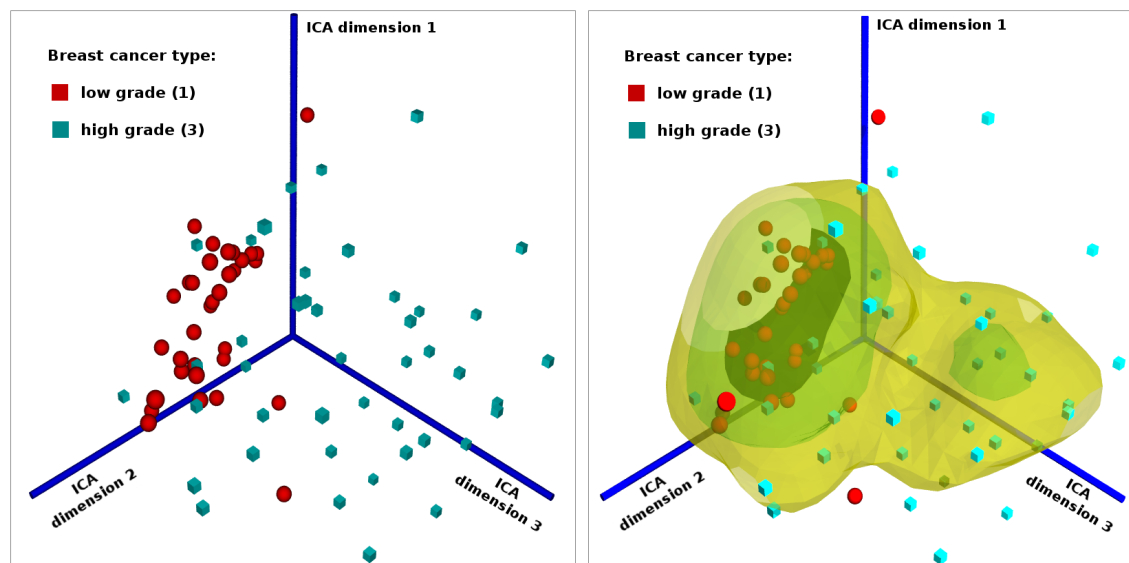 ICA dimension 1
Breast cancer type:
low grade (1)
high grade (3)
ICA
dimension 2
ICA
dimension 3
ICA dimension 1
Breast cancer type:
low grade (1)
high grade (3)
ICA
dimension 2
ICA
dimension 3